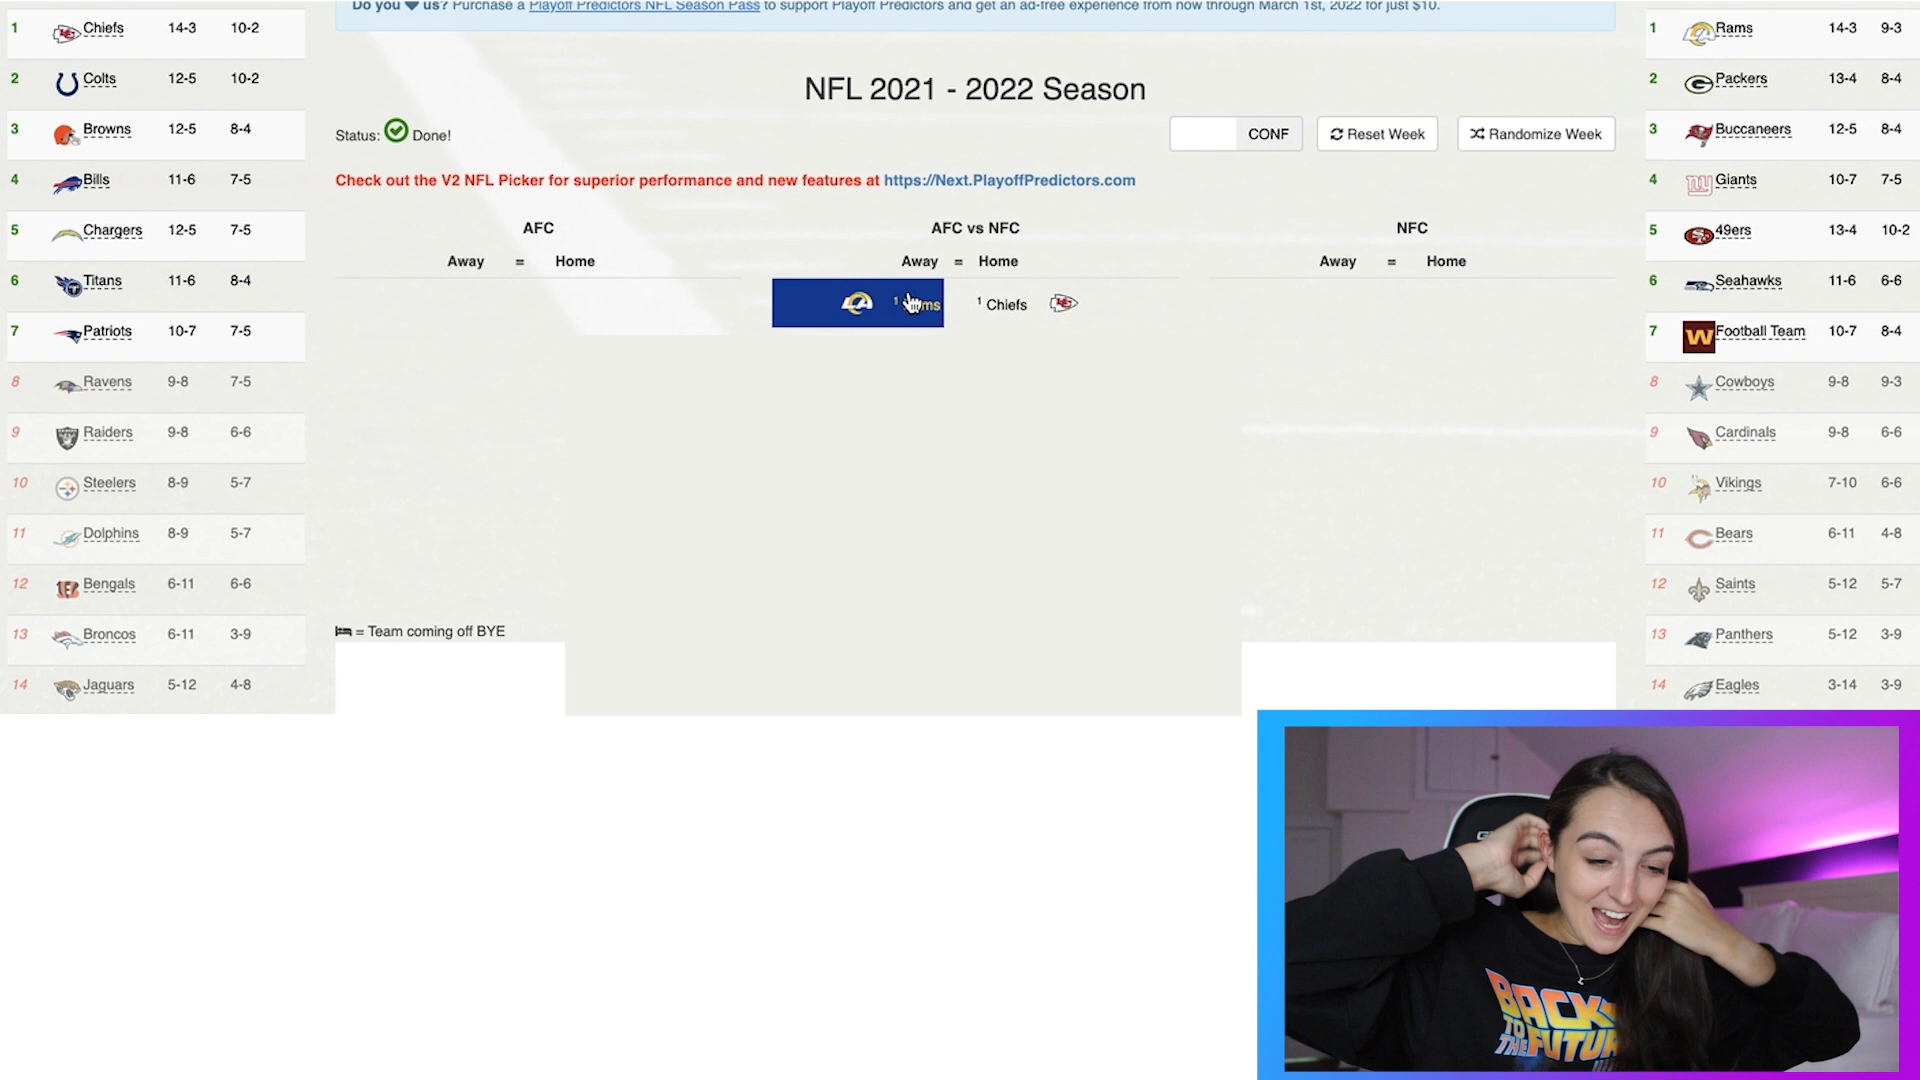 Do you ♥ us? Purchase a Playoff Predictors NFL Season Pass to support Playoff Predictors and get an ad-free experience from now through March 1st, 2022 for just $10.
1 Chiefs 14-3 10-2
2 Colts 12-5 10-2
3 Browns 12-5 8-4
4 Bills 11-6 7-5
5 Chargers 12-5 7-5
6 Titans 11-6 8-4
7 Patriots 10-7 7-5
8 Ravens 9-8 7-5
9 Raiders 9-8 6-6
10 Steelers 8-9 5-7
11 Dolphins 8-9 5-7
12 Bengals 6-11 6-6
13 Broncos 6-11 3-9
14 Jaguars 5-12 4-8
NFL 2021 - 2022 Season
Status: Done!
CONF
Reset Week
Randomize Week
Check out the V2 NFL Picker for superior performance and new features at https://Next.PlayoffPredictors.com
AFC
Away = Home
AFC vs NFC
Away = Home
1
1 Chiefs
NFC
Away = Home
= Team coming off BYE
1 Rams 14-3 9-3
2 Packers 13-4 8-4
3 Buccaneers 12-5 8-4
4 Giants 10-7 7-5
5 49ers 13-4 10-2
6 Seahawks 11-6 6-6
7 Football Team 10-7 8-4
8 Cowboys 9-8 9-3
9 Cardinals 9-8 6-6
10 Vikings 7-10 6-6
11 Bears 6-11 4-8
12 Saints 5-12 5-7
13 Panthers 5-12 3-9
14 Eagles 3-14 3-9
BACK
TO
THE FUTUR